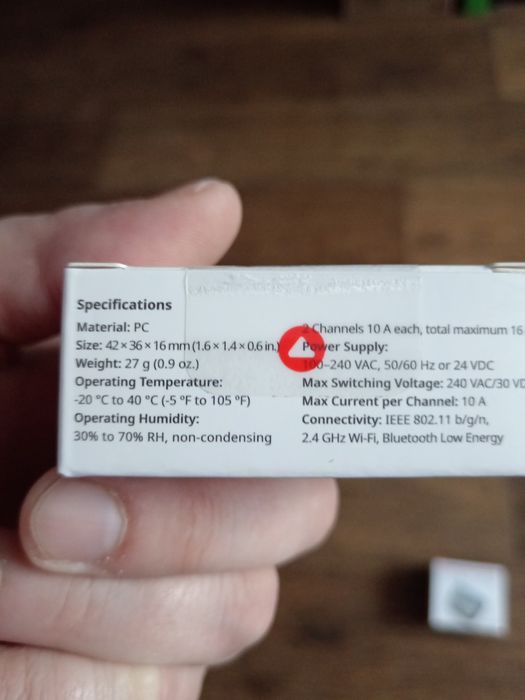 Specifications
Material: PC
Size: 42 × 36 × 16 mm (1.6 × 1.4 × 0.6 in.)
Weight: 27 g (0.9 oz.)
Operating Temperature:
-20 °C to 40 °C (-5 °F to 105 °F)
Operating Humidity:
30% to 70% RH, non-condensing
2 Channels 10 A each, total maximum 16
Power Supply:
100–240 VAC, 50/60 Hz or 24 VDC
Max Switching Voltage: 240 VAC/30 VD
Max Current per Channel: 10 A
Connectivity: IEEE 802.11 b/g/n,
2.4 GHz Wi-Fi, Bluetooth Low Energy